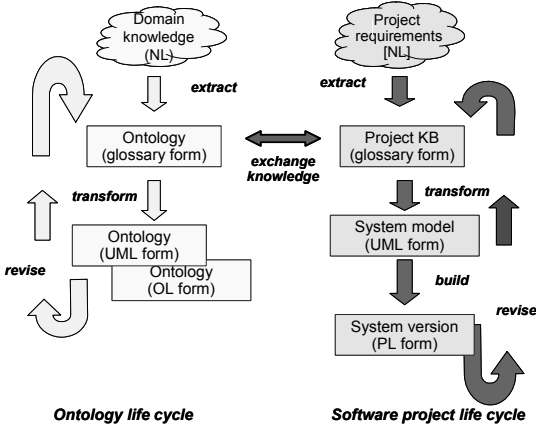 Domain
knowledge
(NL)
extract
Ontology
(glossary form)
transform
Ontology
(UML form)
Ontology
(OL form)
revise
Ontology life cycle
exchange
knowledge
Project
requirements
[NL]
extract
Project KB
(glossary form)
transform
System model
(UML form)
build
System version
(PL form)
revise
Software project life cycle